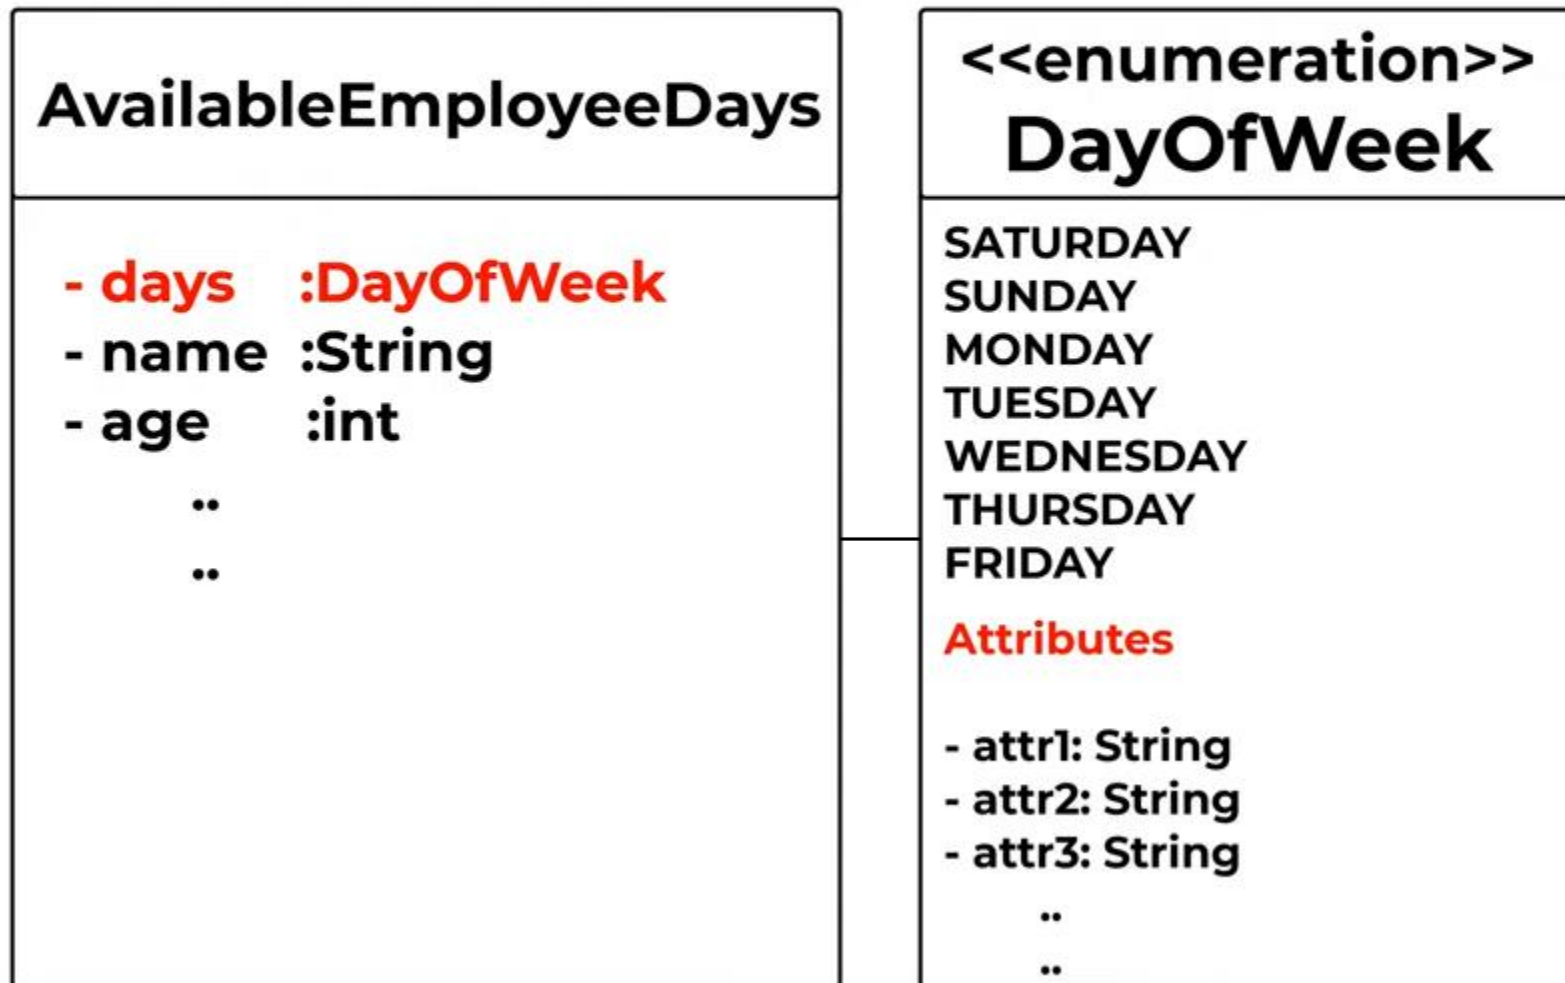 AvailableEmployeeDays
- days :DayOfWeek
- name :String
- age :int
..
..
<<enumeration>>
DayOfWeek
SATURDAY
SUNDAY
MONDAY
TUESDAY
WEDNESDAY
THURSDAY
FRIDAY
Attributes
- attr1: String
- attr2: String
- attr3: String
..
..